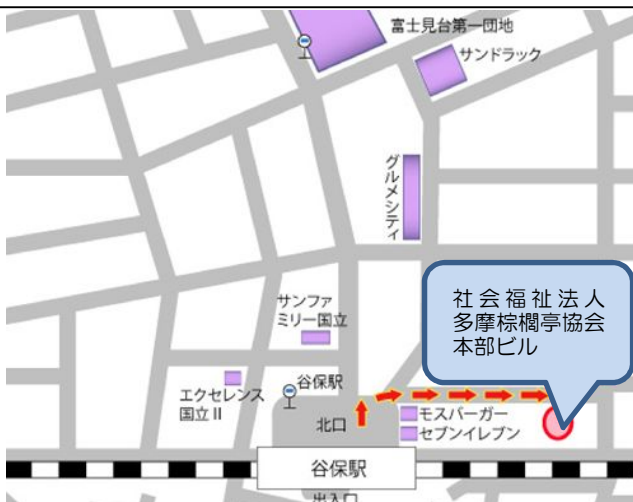 富士見台第一団地
サンドラック
グルメシティ
社会福祉法人
多摩棕櫚亭協会
本部ビル
サンファ
ミリー国立
谷保駅
エクセレンス
国立Ⅱ
北口
モスバーガー
セブンイレブン
谷保駅
出入口